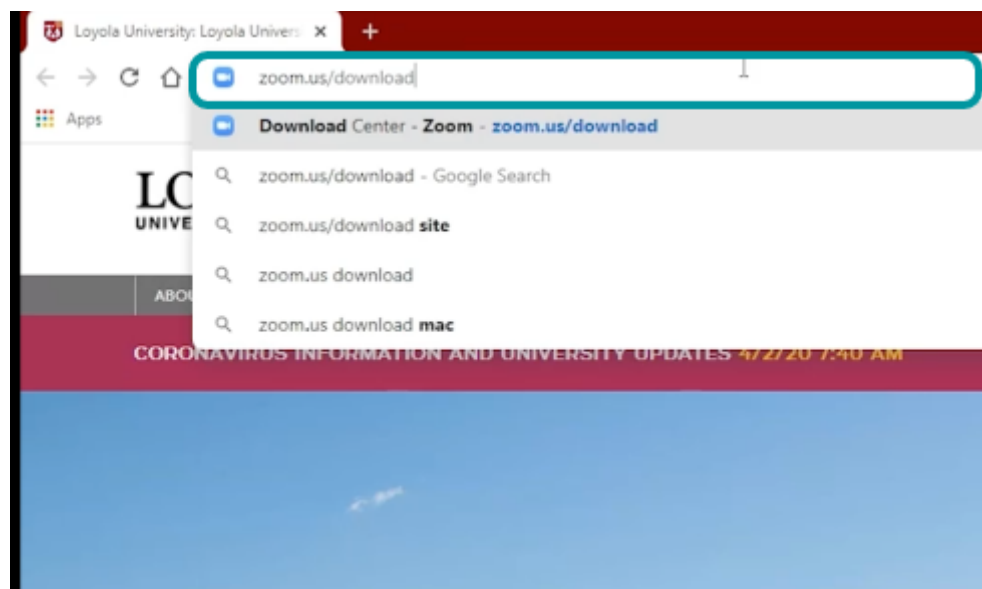 Loyola University: Loyola Univers
zoom.us/download
Apps
Download Center - Zoom - zoom.us/download
zoom.us/download - Google Search
LO
UNIVE
zoom.us/download site
zoom.us download
ABOU
zoom.us download mac
CORONAVIRUS INFORMATION AND UNIVERSITY UPDATES 4/2/20 7:40 AM